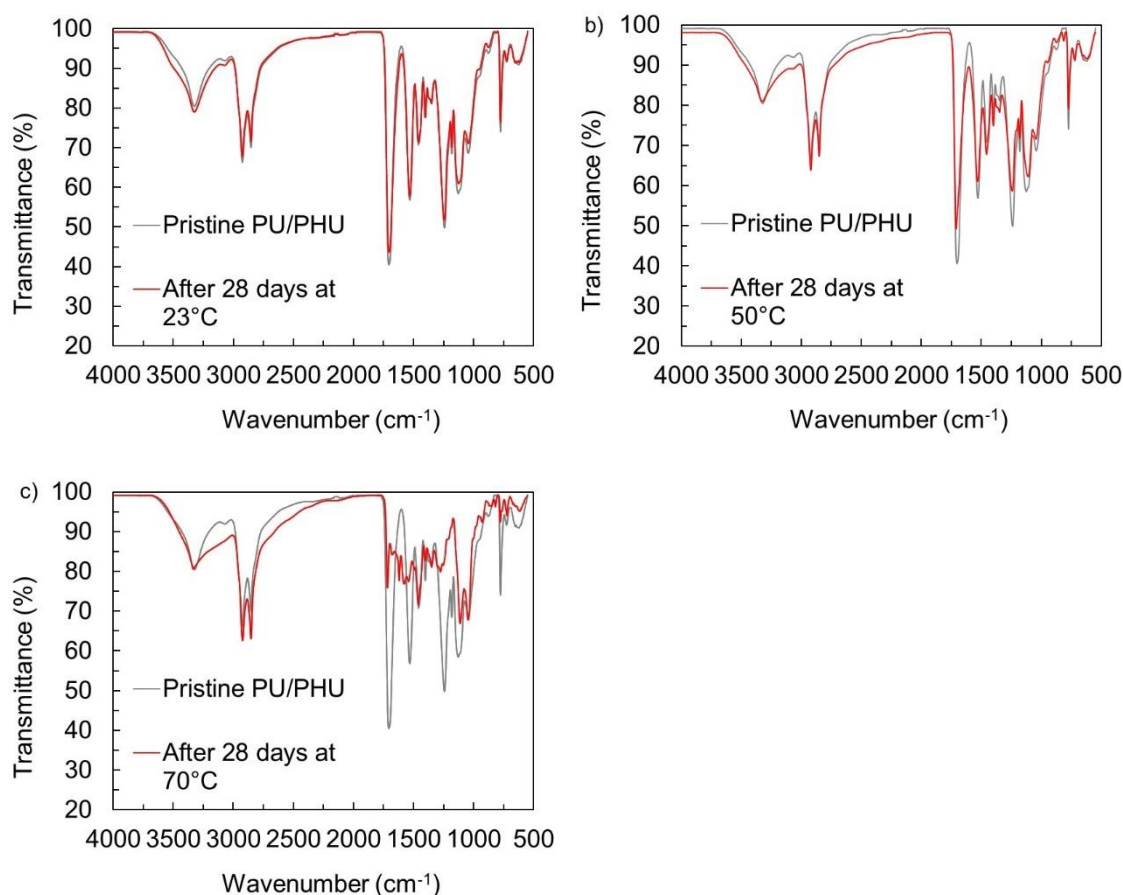 100
90
80
70
60
50
40
30
20
Transmittance (%)
Pristine PU/PHU
After 28 days at
23°C
4000 3500 3000 2500 2000 1500 1000 500
Wavenumber (cm-1)
b)
100
90
80
70
60
50
40
30
20
Transmittance (%)
Pristine PU/PHU
After 28 days at
50°C
4000 3500 3000 2500 2000 1500 1000 500
Wavenumber (cm-1)
c)
100
90
80
70
60
50
40
30
20
Transmittance (%)
Pristine PU/PHU
After 28 days at
70°C
4000 3500 3000 2500 2000 1500 1000 500
Wavenumber (cm-1)